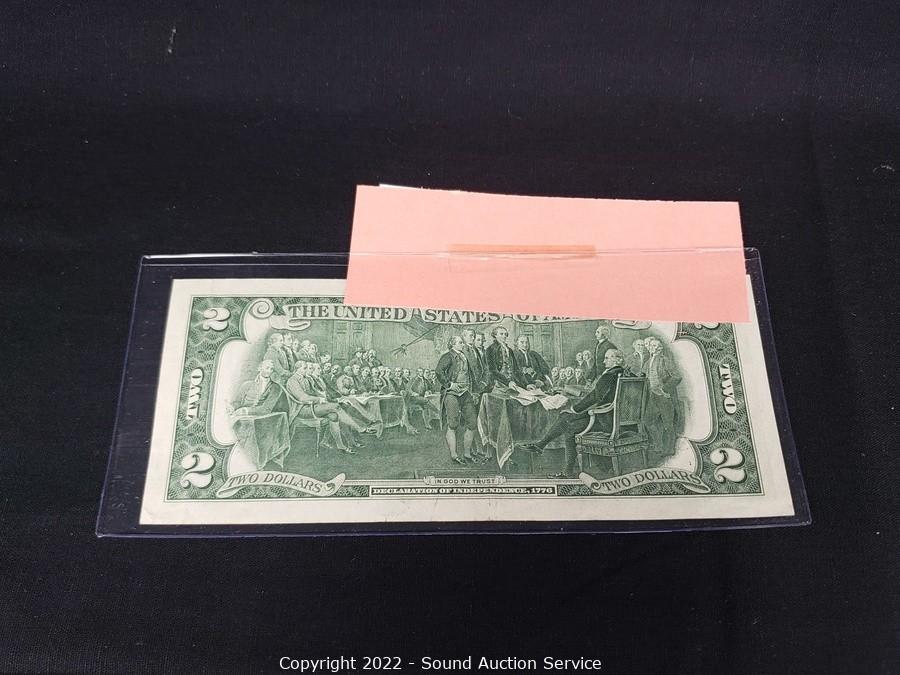 THE UNITED STATES OF
2
TWO
TWO
2
2
TWO DOLLARS
IN GOD WE TRUST
TWO DOLLARS
DECLARATION OF INDEPENDENCE, 1776
Copyright 2022 - Sound Auction Service